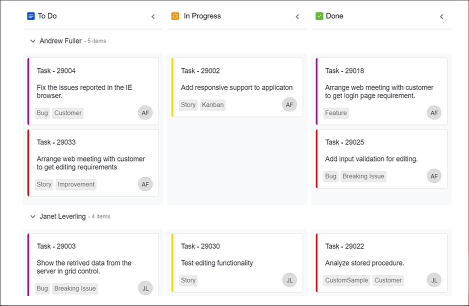 To Do
In Progress
Done
Andrew Fuller - 5 items
Task - 29004
Fix the issues reported in the IE
browser.
Bug Customer
AF
Task - 29002
Add responsive support to applicaton
Story Kanban
AF
Task - 29018
Arrange web meeting with customer
to get login page requirement.
Feature
AF
Task - 29033
Arrange web meeting with customer
to get editing requirements
Story Improvement
AF
Task - 29025
Add input validation for editing.
Bug Breaking Issue
AF
Janet Leverling - 4 items
Task - 29003
Show the retrived data from the
server in grid control.
Bug Breaking Issue
JL
Task - 29030
Test editing functionality
Story
JL
Task - 29022
Analyze stored procedure.
CustomSample Customer
JL